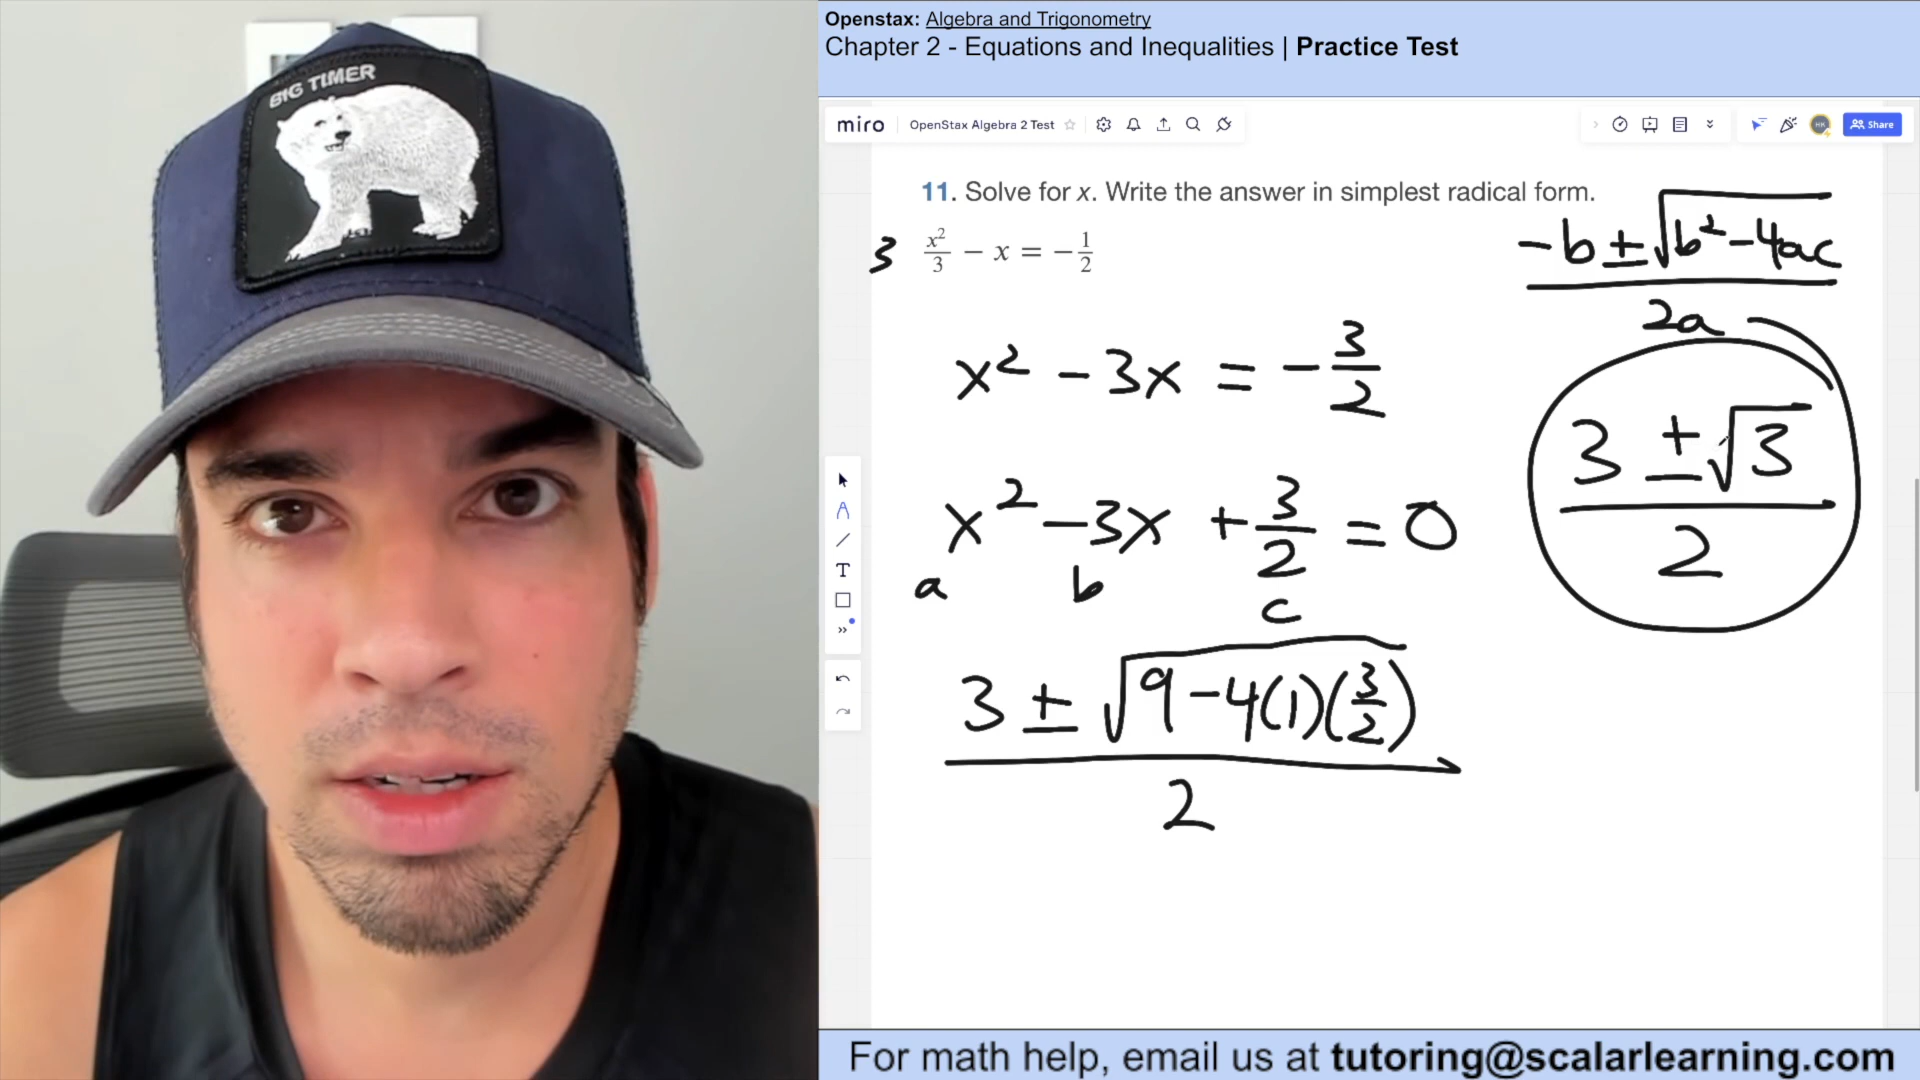 BIG TIMER
Openstax: Algebra and Trigonometry
Chapter 2 - Equations and Inequalities | Practice Test
miro OpenStax Algebra 2 Test Share
11. Solve for x. Write the answer in simplest radical form.
3 x²/3 − x = −1/2
-b ± √(b² - 4ac) / 2a
x² - 3x = -3/2
3 ± √3 / 2
x² - 3x + 3/2 = 0
a b c
3 ± √(9 - 4(1)(3/2)) / 2
For math help, email us at tutoring@scalarlearning.com